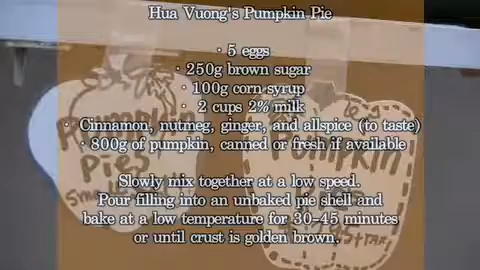 Hua Vuong's Pumpkin Pie
· 5 eggs
· 250g brown sugar
· 100g corn syrup
· 2 cups 2% milk
· Cinnamon, nutmeg, ginger, and allspice (to taste)
· 800g of pumpkin, canned or fresh if available
Slowly mix together at a low speed.
Pour filling into an unbaked pie shell and
bake at a low temperature for 30-45 minutes
or until crust is golden brown.
Pumpkin
Pies
Pumpkin